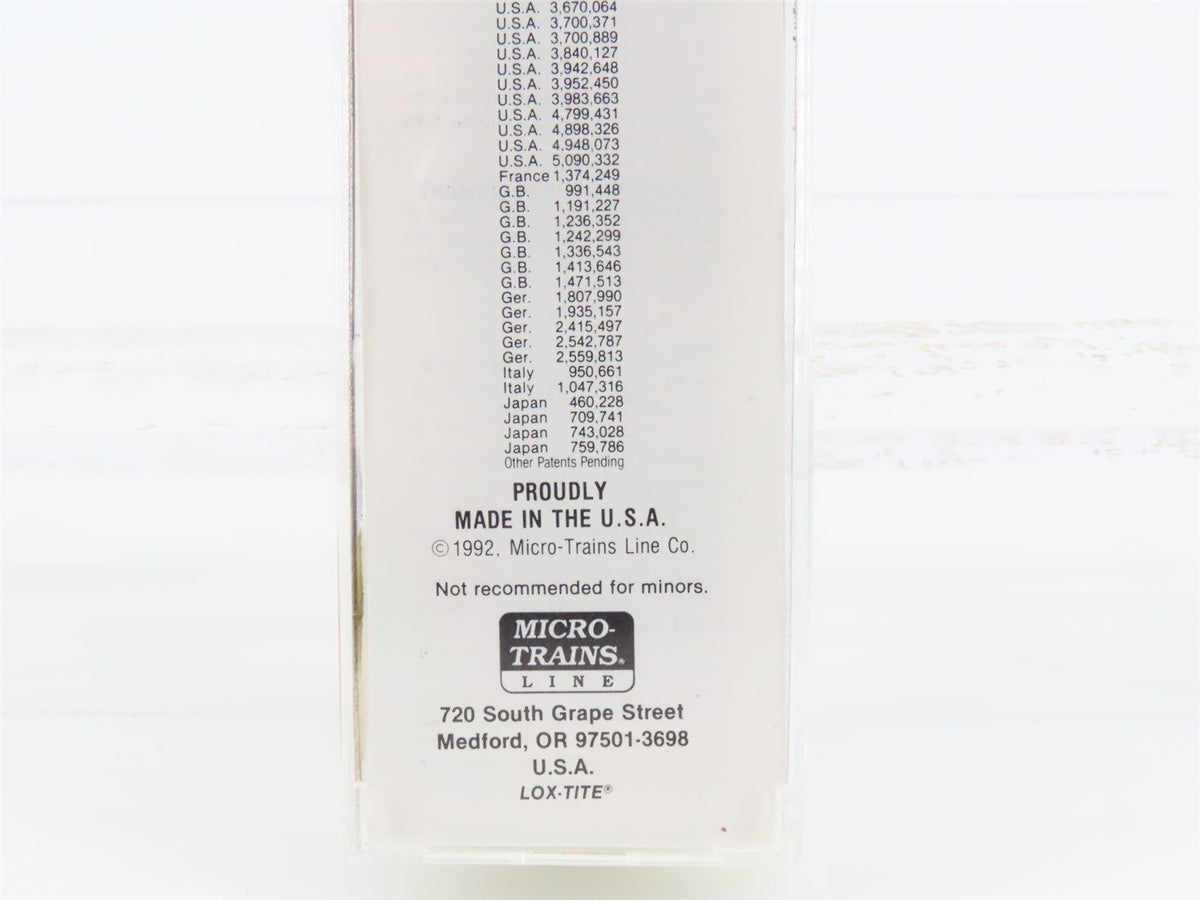 U.S.A. 3,670,064
U.S.A. 3,700,371
U.S.A. 3,700,889
U.S.A. 3,840,127
U.S.A. 3,942,648
U.S.A. 3,952,450
U.S.A. 3,983,663
U.S.A. 4,799,431
U.S.A. 4,898,326
U.S.A. 4,948,073
U.S.A. 5,090,332
France 1,374,249
G.B. 991,448
G.B. 1,191,227
G.B. 1,236,352
G.B. 1,242,299
G.B. 1,336,543
G.B. 1,413,646
G.B. 1,471,513
Ger. 1,807,990
Ger. 1,935,157
Ger. 2,415,497
Ger. 2,542,787
Ger. 2,559,813
Italy 950,661
Italy 1,047,316
Japan 460,228
Japan 709,741
Japan 743,028
Japan 759,786
Other Patents Pending
PROUDLY
MADE IN THE U.S.A.
©1992, Micro-Trains Line Co.
Not recommended for minors.
MICRO-
TRAINS®
LINE
720 South Grape Street
Medford, OR 97501-3698
U.S.A.
LOX-TITE®